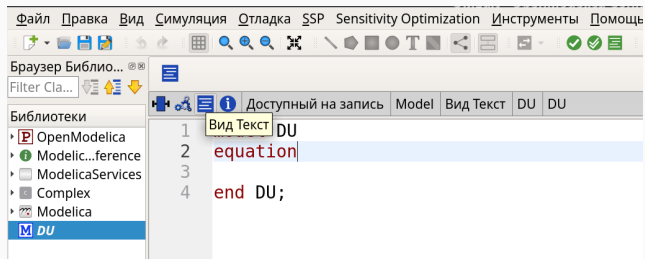 Файл Правка Вид Симуляция Отладка SSP Sensitivity Optimization Инструменты Помощь
Браузер Библио...
Filter Cla...
Библиотеки
P OpenModelica
Modelic...ference
ModelicaServices
Complex
Modelica
M DU
Доступный на запись Model Вид Текст DU DU
Вид Текст
1 DU
2 equation
3
4 end DU;